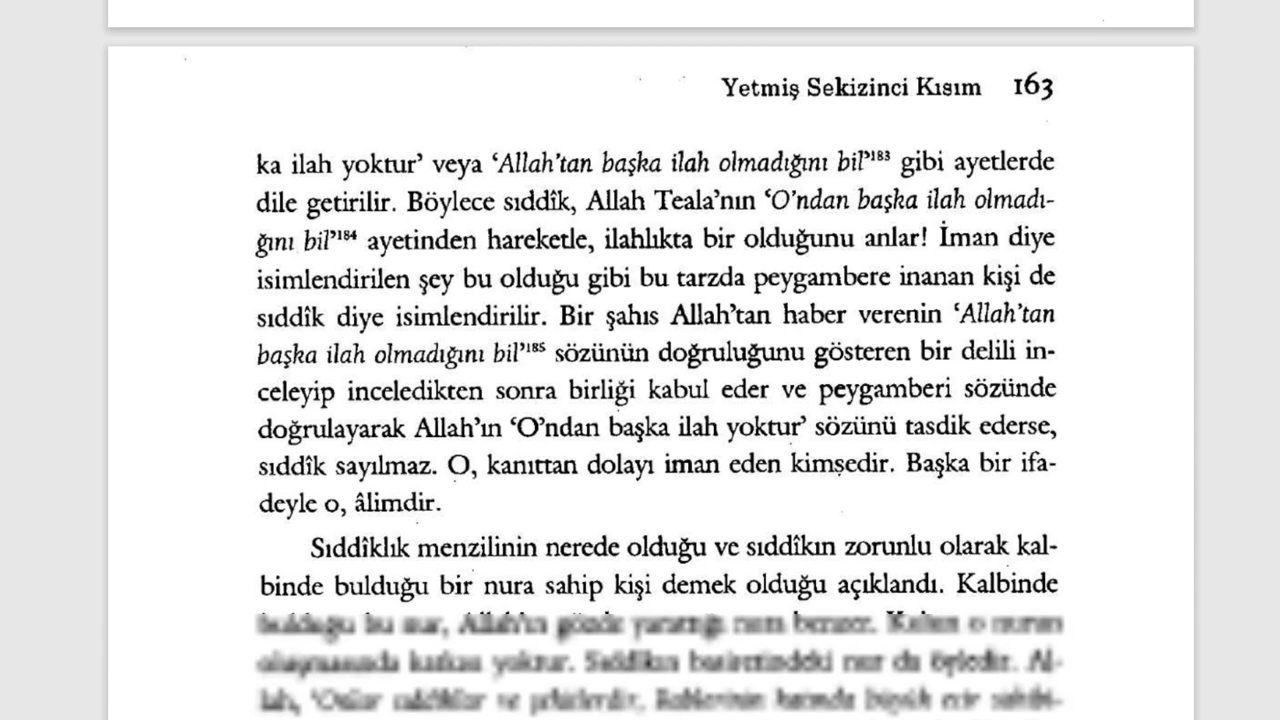 Yetmiş Sekizinci Kısım 163
ka ilah yoktur’ veya ‘Allah’tan başka ilah olmadığını bil’¹⁸³ gibi ayetlerde
dile getirilir. Böylece sıddîk, Allah Teala’nın ‘O’ndan başka ilah olmadı-
ğını bil’¹⁸⁴ ayetinden hareketle, ilahlıkta bir olduğunu anlar! İman diye
isimlendirilen şey bu olduğu gibi bu tarzda peygambere inanan kişi de
sıddîk diye isimlendirilir. Bir şahıs Allah’tan haber verenin ‘Allah’tan
başka ilah olmadığını bil’¹⁸⁵ sözünün doğruluğunu gösteren bir delili in-
celeyip inceledikten sonra birliği kabul eder ve peygamberi sözünde
doğrulayarak Allah’ın ‘O’ndan başka ilah yoktur’ sözünü tasdik ederse,
sıddîk sayılmaz. O, kanıttan dolayı iman eden kimsedir. Başka bir ifa-
deyle o, âlimdir.
Sıddîklık menzilinin nerede olduğu ve sıddîkın zorunlu olarak kal-
binde bulduğu bir nura sahip kişi demek olduğu açıklandı. Kalbinde